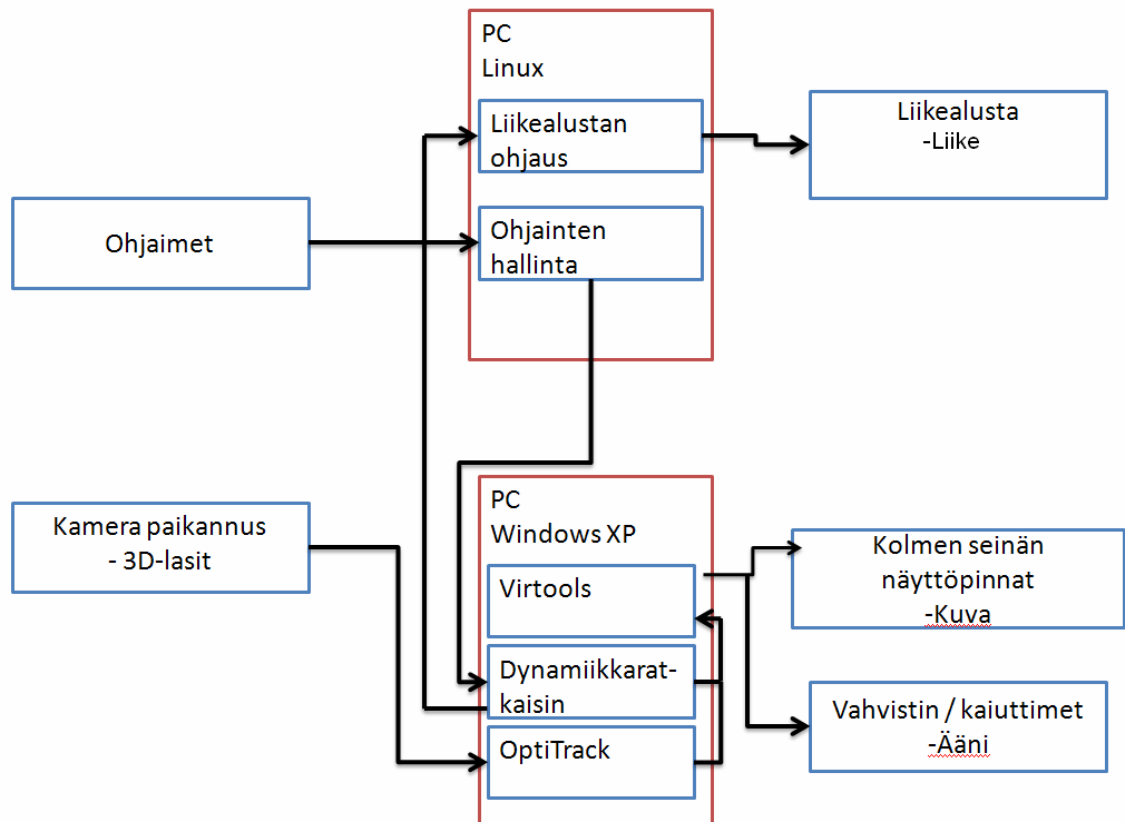 PC
Linux
Liikealustan
ohjaus
Ohjainten
hallinta
Liikealusta
-Liike
Ohjaimet
Kamera paikannus
- 3D-lasit
PC
Windows XP
Virtools
Dynamiikkarat-
kaisin
OptiTrack
Kolmen seinän
näyttöpinnat
-Kuva
Vahvistin / kaiuttimet
-Ääni